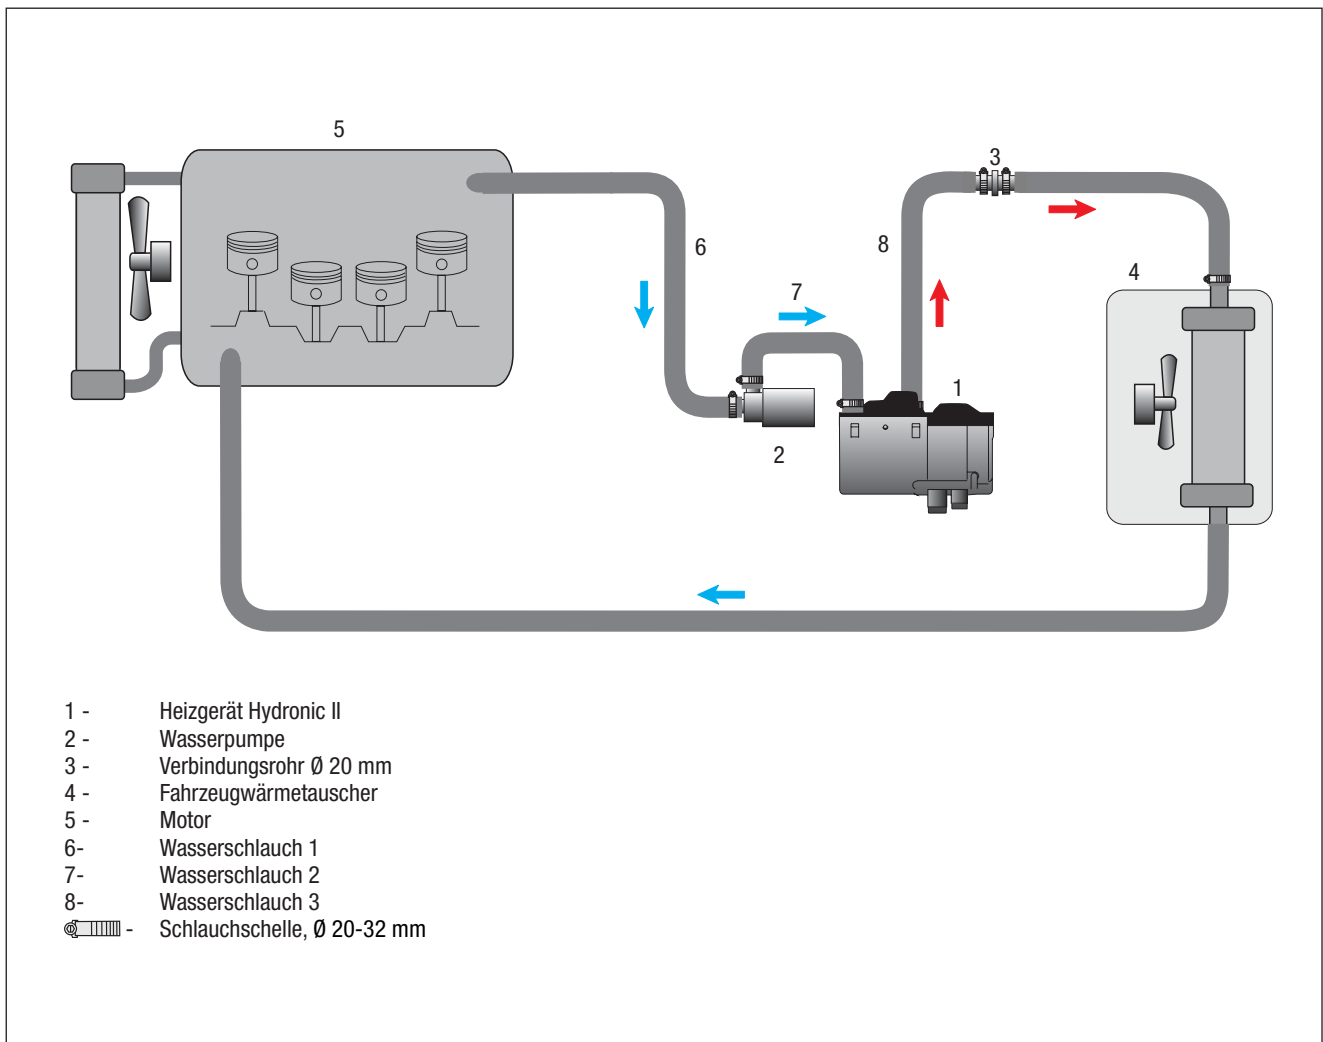 5
3
6
8
4
7
1
2
1 - Heizgerät Hydronic II
2 - Wasserpumpe
3 - Verbindungsrohr Ø 20 mm
4 - Fahrzeugwärmetauscher
5 - Motor
6- Wasserschlauch 1
7- Wasserschlauch 2
8- Wasserschlauch 3
- Schlauchschelle, Ø 20-32 mm